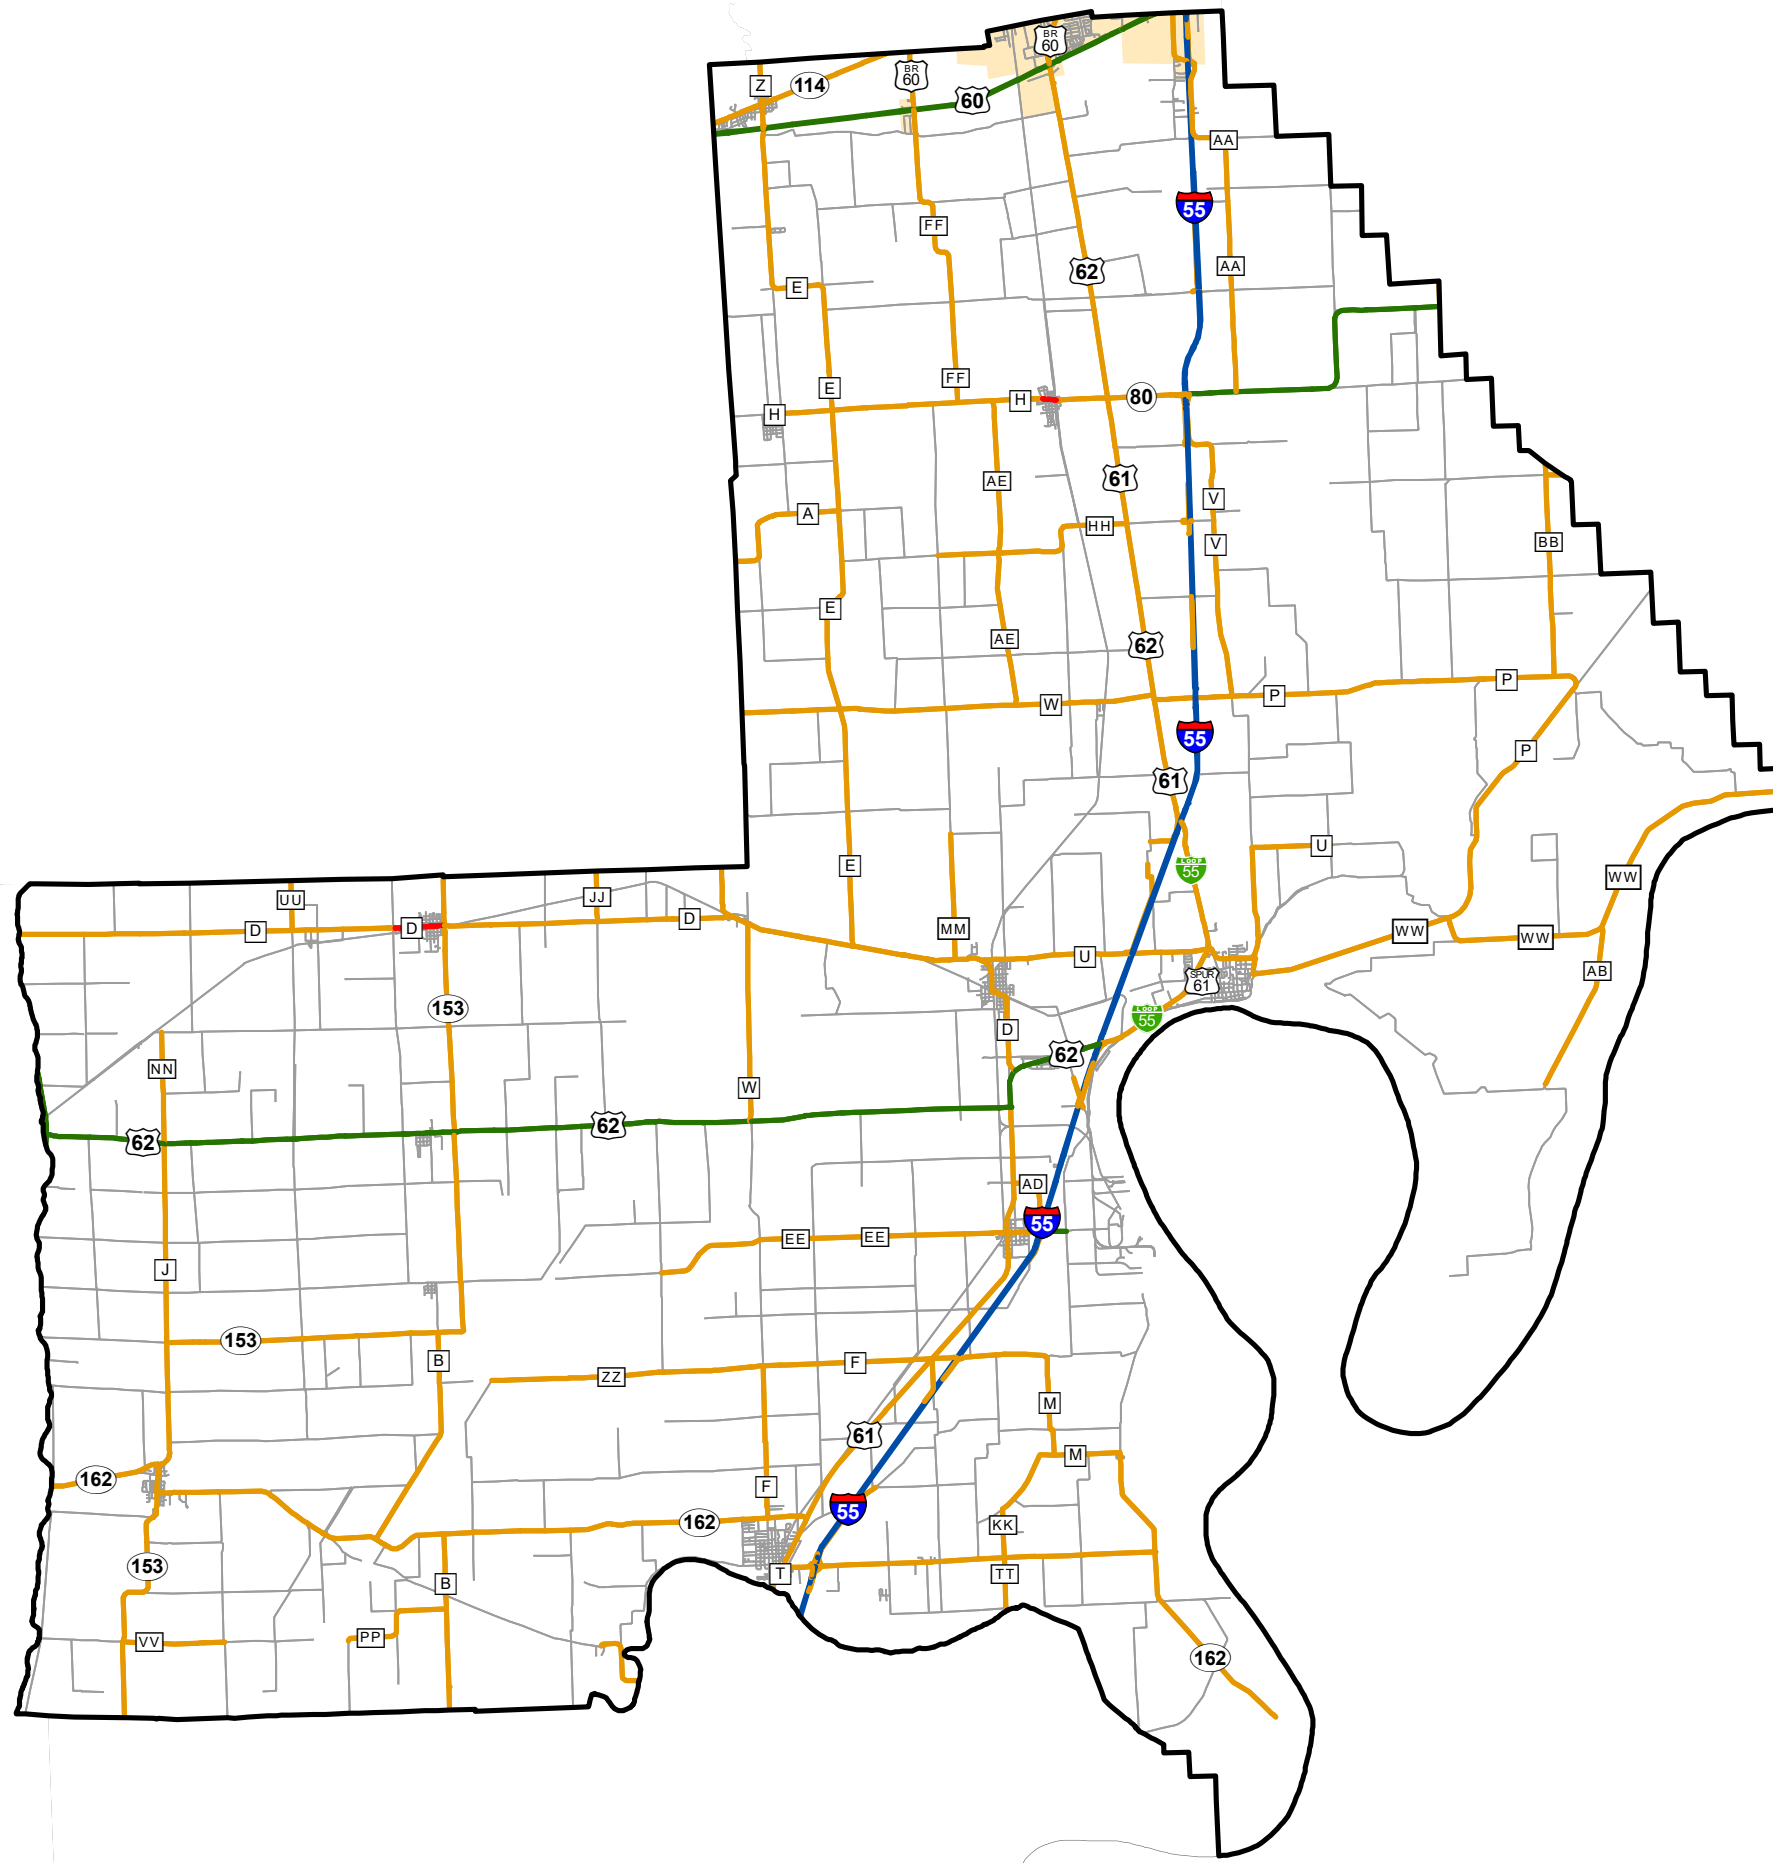 BR
60
Z
114
BR
60
60
AA
55
FF
AA
62
E
FF
E
80
H
H
61
AE
V
A
HH
BB
V
E
AE
62
P
P
W
55
P
61
U
E
LOOP
55
WW
JJ
UU
D
MM
D
D
WW
WW
U
AB
SPUR
61
153
LOOP
55
D
62
NN
W
62
62
AD
55
EE
EE
J
153
B
F
ZZ
M
61
M
162
F
55
162
KK
153
T
TT
B
PP
VV
162